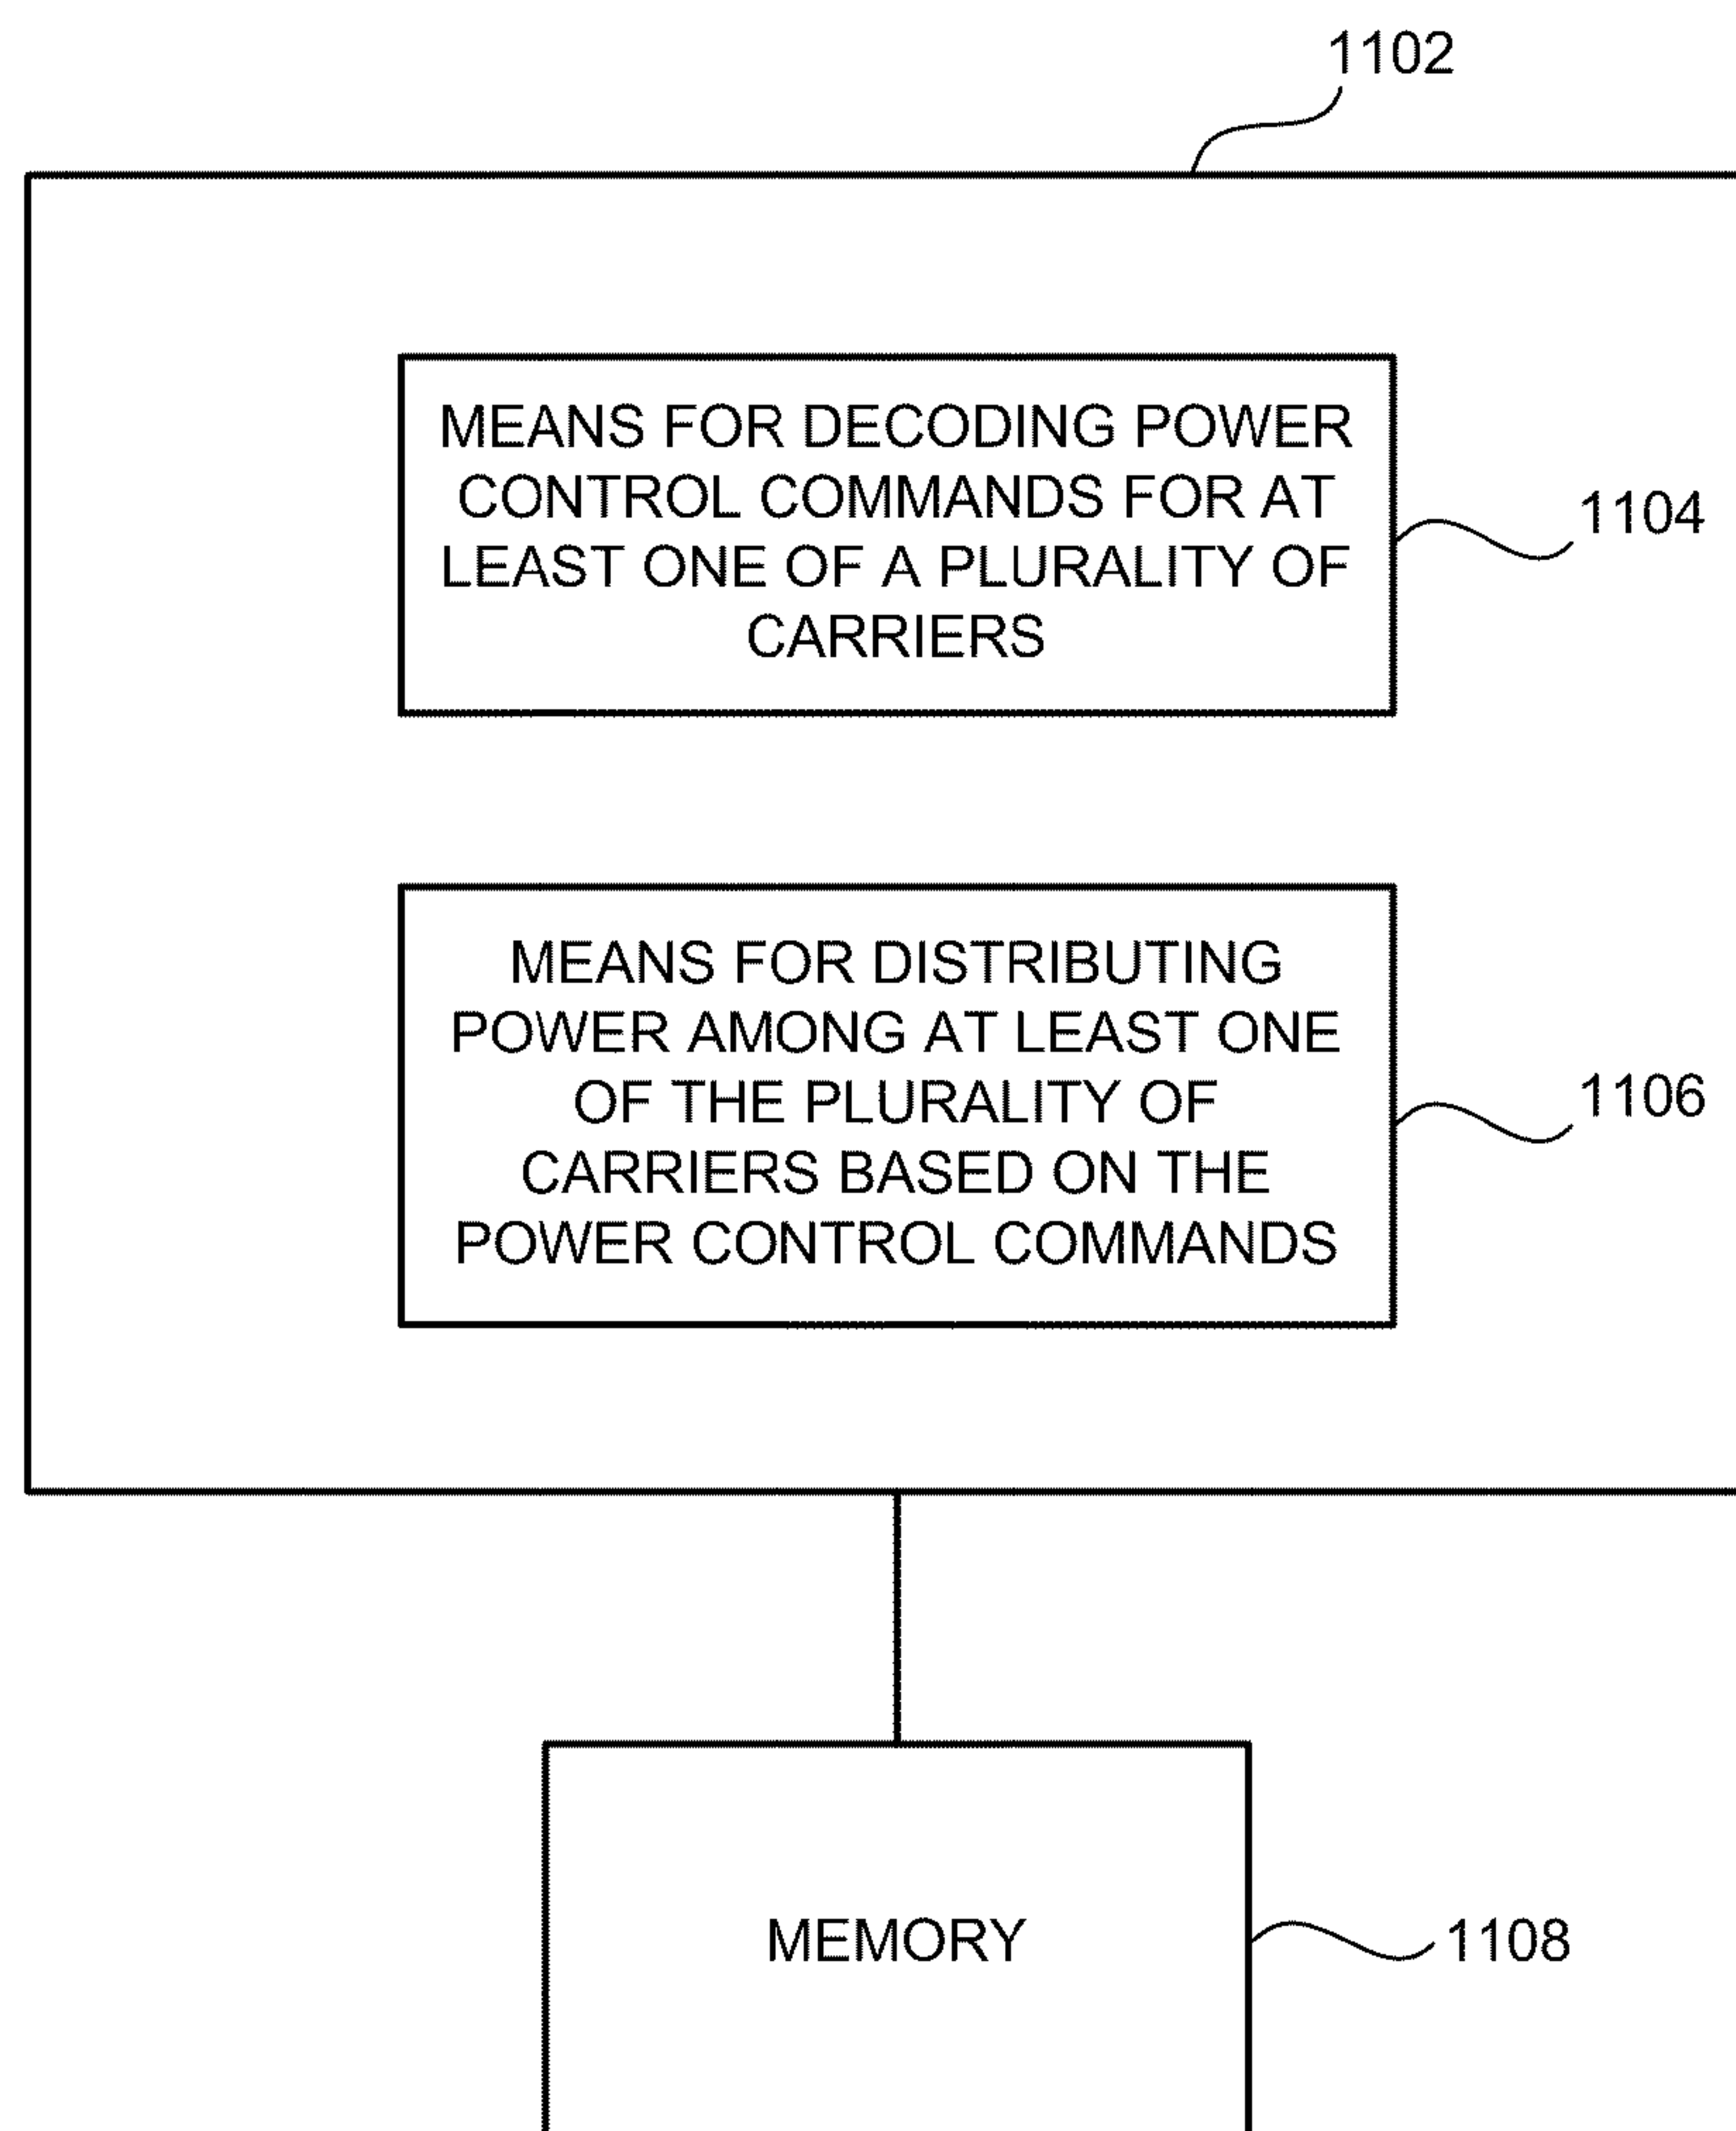 1102
MEANS FOR DECODING POWER
CONTROL COMMANDS FOR AT
LEAST ONE OF A PLURALITY OF
CARRIERS
1104
MEANS FOR DISTRIBUTING
POWER AMONG AT LEAST ONE
OF THE PLURALITY OF
CARRIERS BASED ON THE
POWER CONTROL COMMANDS
1106
MEMORY
1108